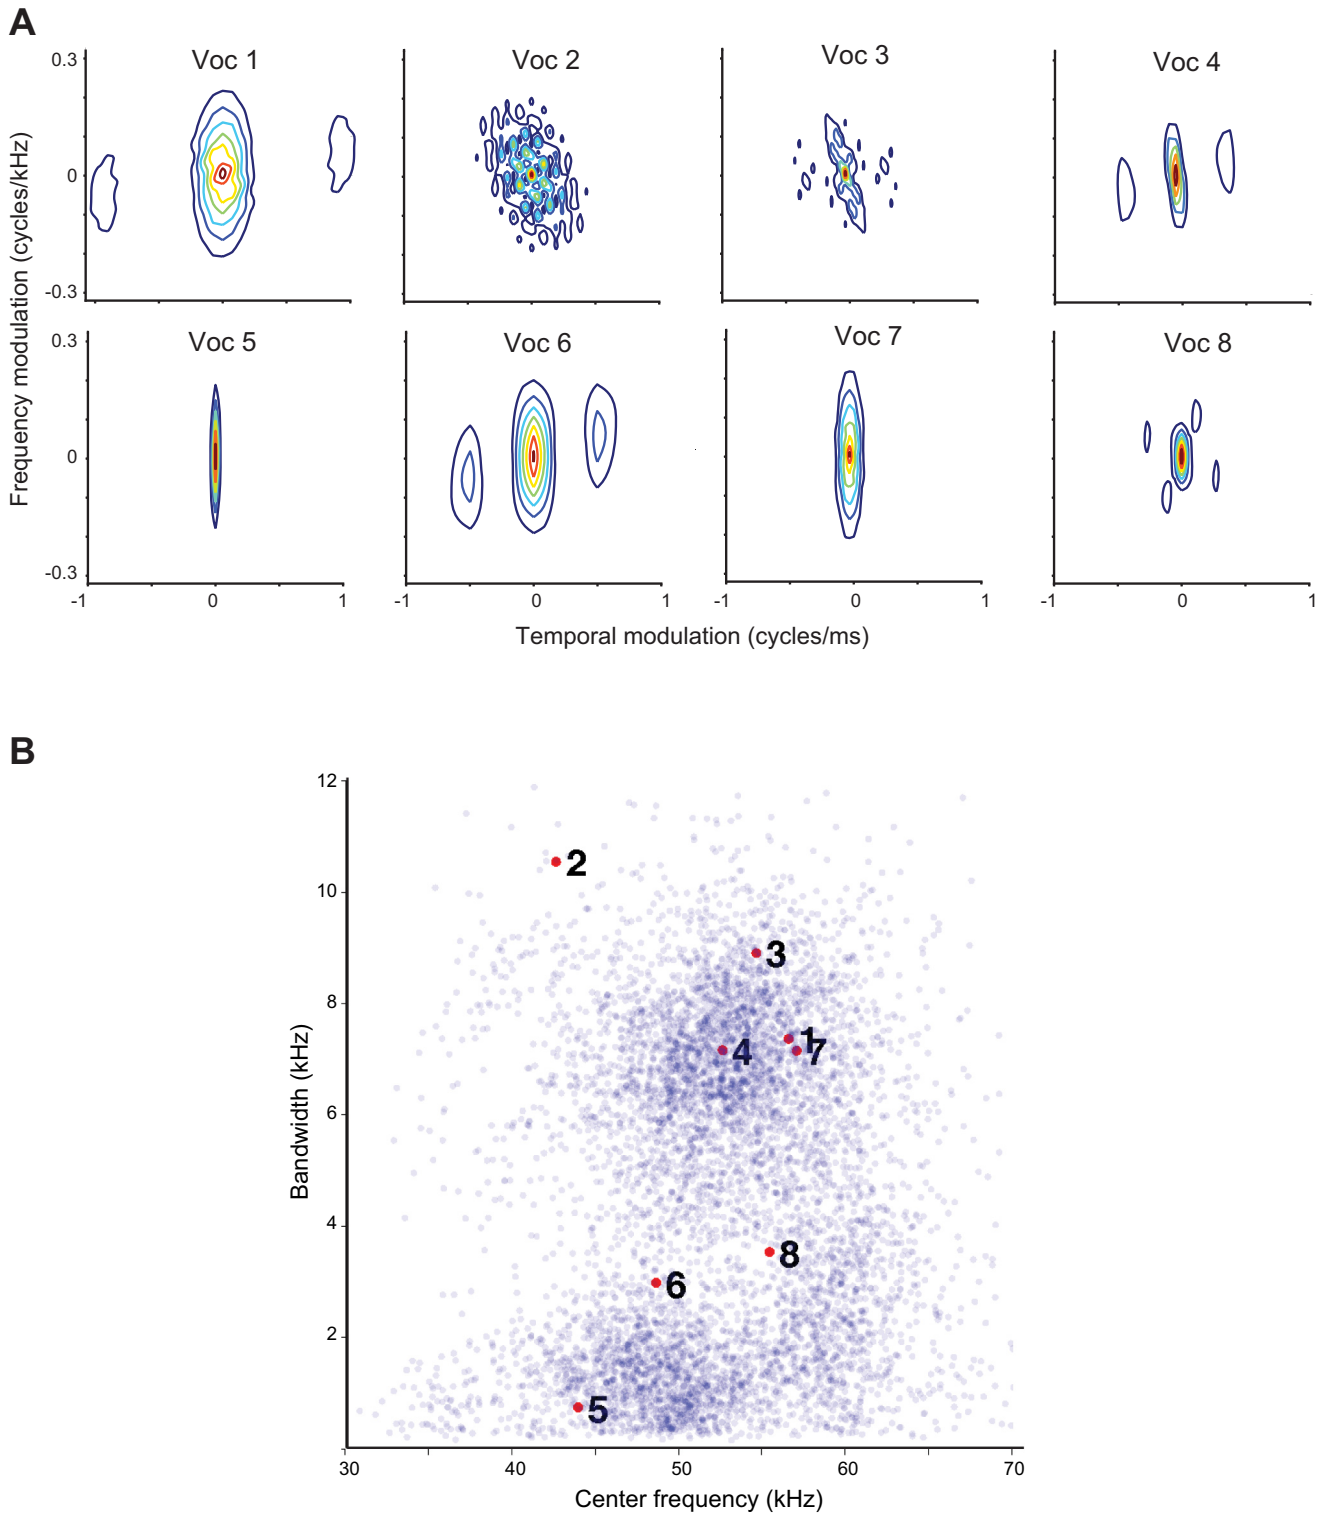 A
Voc 1
Voc 2
Voc 3
Voc 4
0.3
0
-0.3
Frequency modulation (cycles/kHz)
Voc 5
Voc 6
Voc 7
Voc 8
0.3
0
-0.3
-1 0 1
-1 0 1
-1 0 1
-1 0 1
Temporal modulation (cycles/ms)
B
12
10
8
6
4
2
Bandwidth (kHz)
2
3
1
4
7
8
6
5
30 40 50 60 70
Center frequency (kHz)